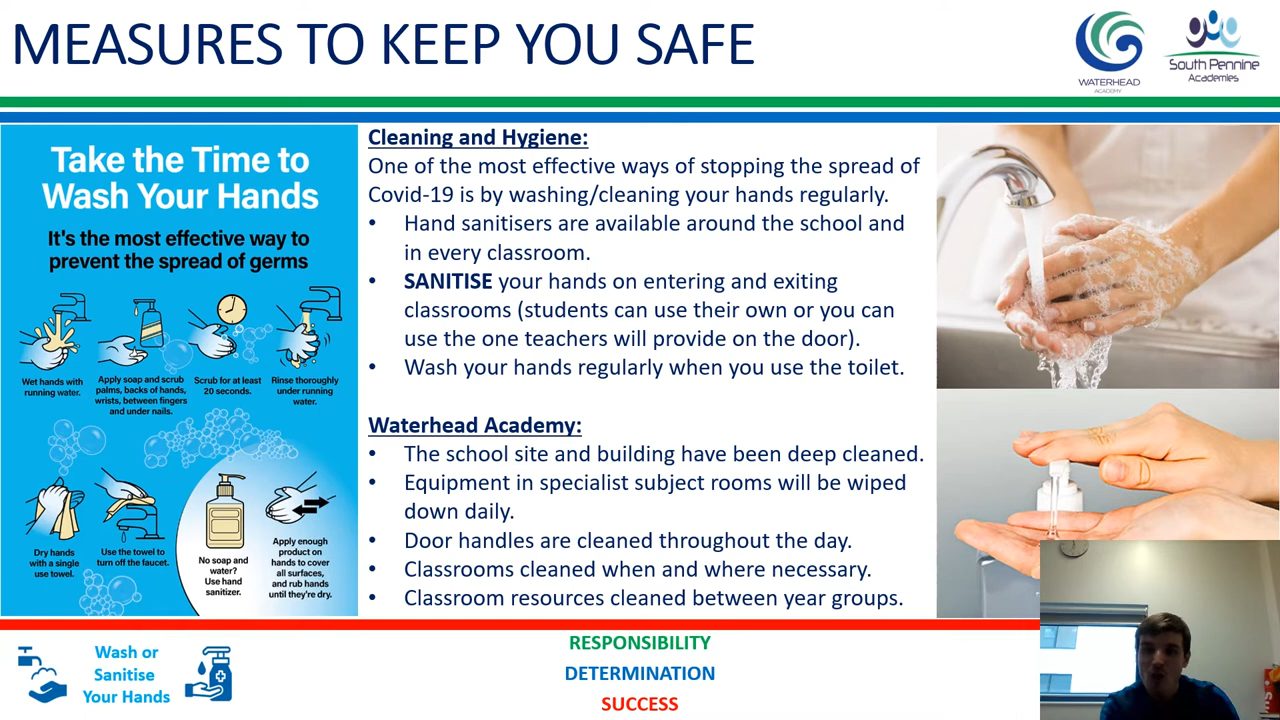 MEASURES TO KEEP YOU SAFE
WATERHEAD
ACADEMY
South Pennine
Academies
Take the Time to
Wash Your Hands
It's the most effective way to
prevent the spread of germs
Wet hands with
running water.
Apply soap and scrub
palms, backs of hands,
wrists, between fingers
and under nails.
Scrub for at least
20 seconds.
Rinse thoroughly
under running
water.
Dry hands
with a single
use towel.
Use the towel to
turn off the faucet.
No soap and
water?
Use hand
sanitizer.
Apply enough
product on
hands to cover
all surfaces,
and rub hands
until they're dry.
Cleaning and Hygiene:
One of the most effective ways of stopping the spread of
Covid-19 is by washing/cleaning your hands regularly.
• Hand sanitisers are available around the school and
in every classroom.
• SANITISE your hands on entering and exiting
classrooms (students can use their own or you can
use the one teachers will provide on the door).
• Wash your hands regularly when you use the toilet.
Waterhead Academy:
• The school site and building have been deep cleaned.
• Equipment in specialist subject rooms will be wiped
down daily.
• Door handles are cleaned throughout the day.
• Classrooms cleaned when and where necessary.
• Classroom resources cleaned between year groups.
Wash or
Sanitise
Your Hands
RESPONSIBILITY
DETERMINATION
SUCCESS